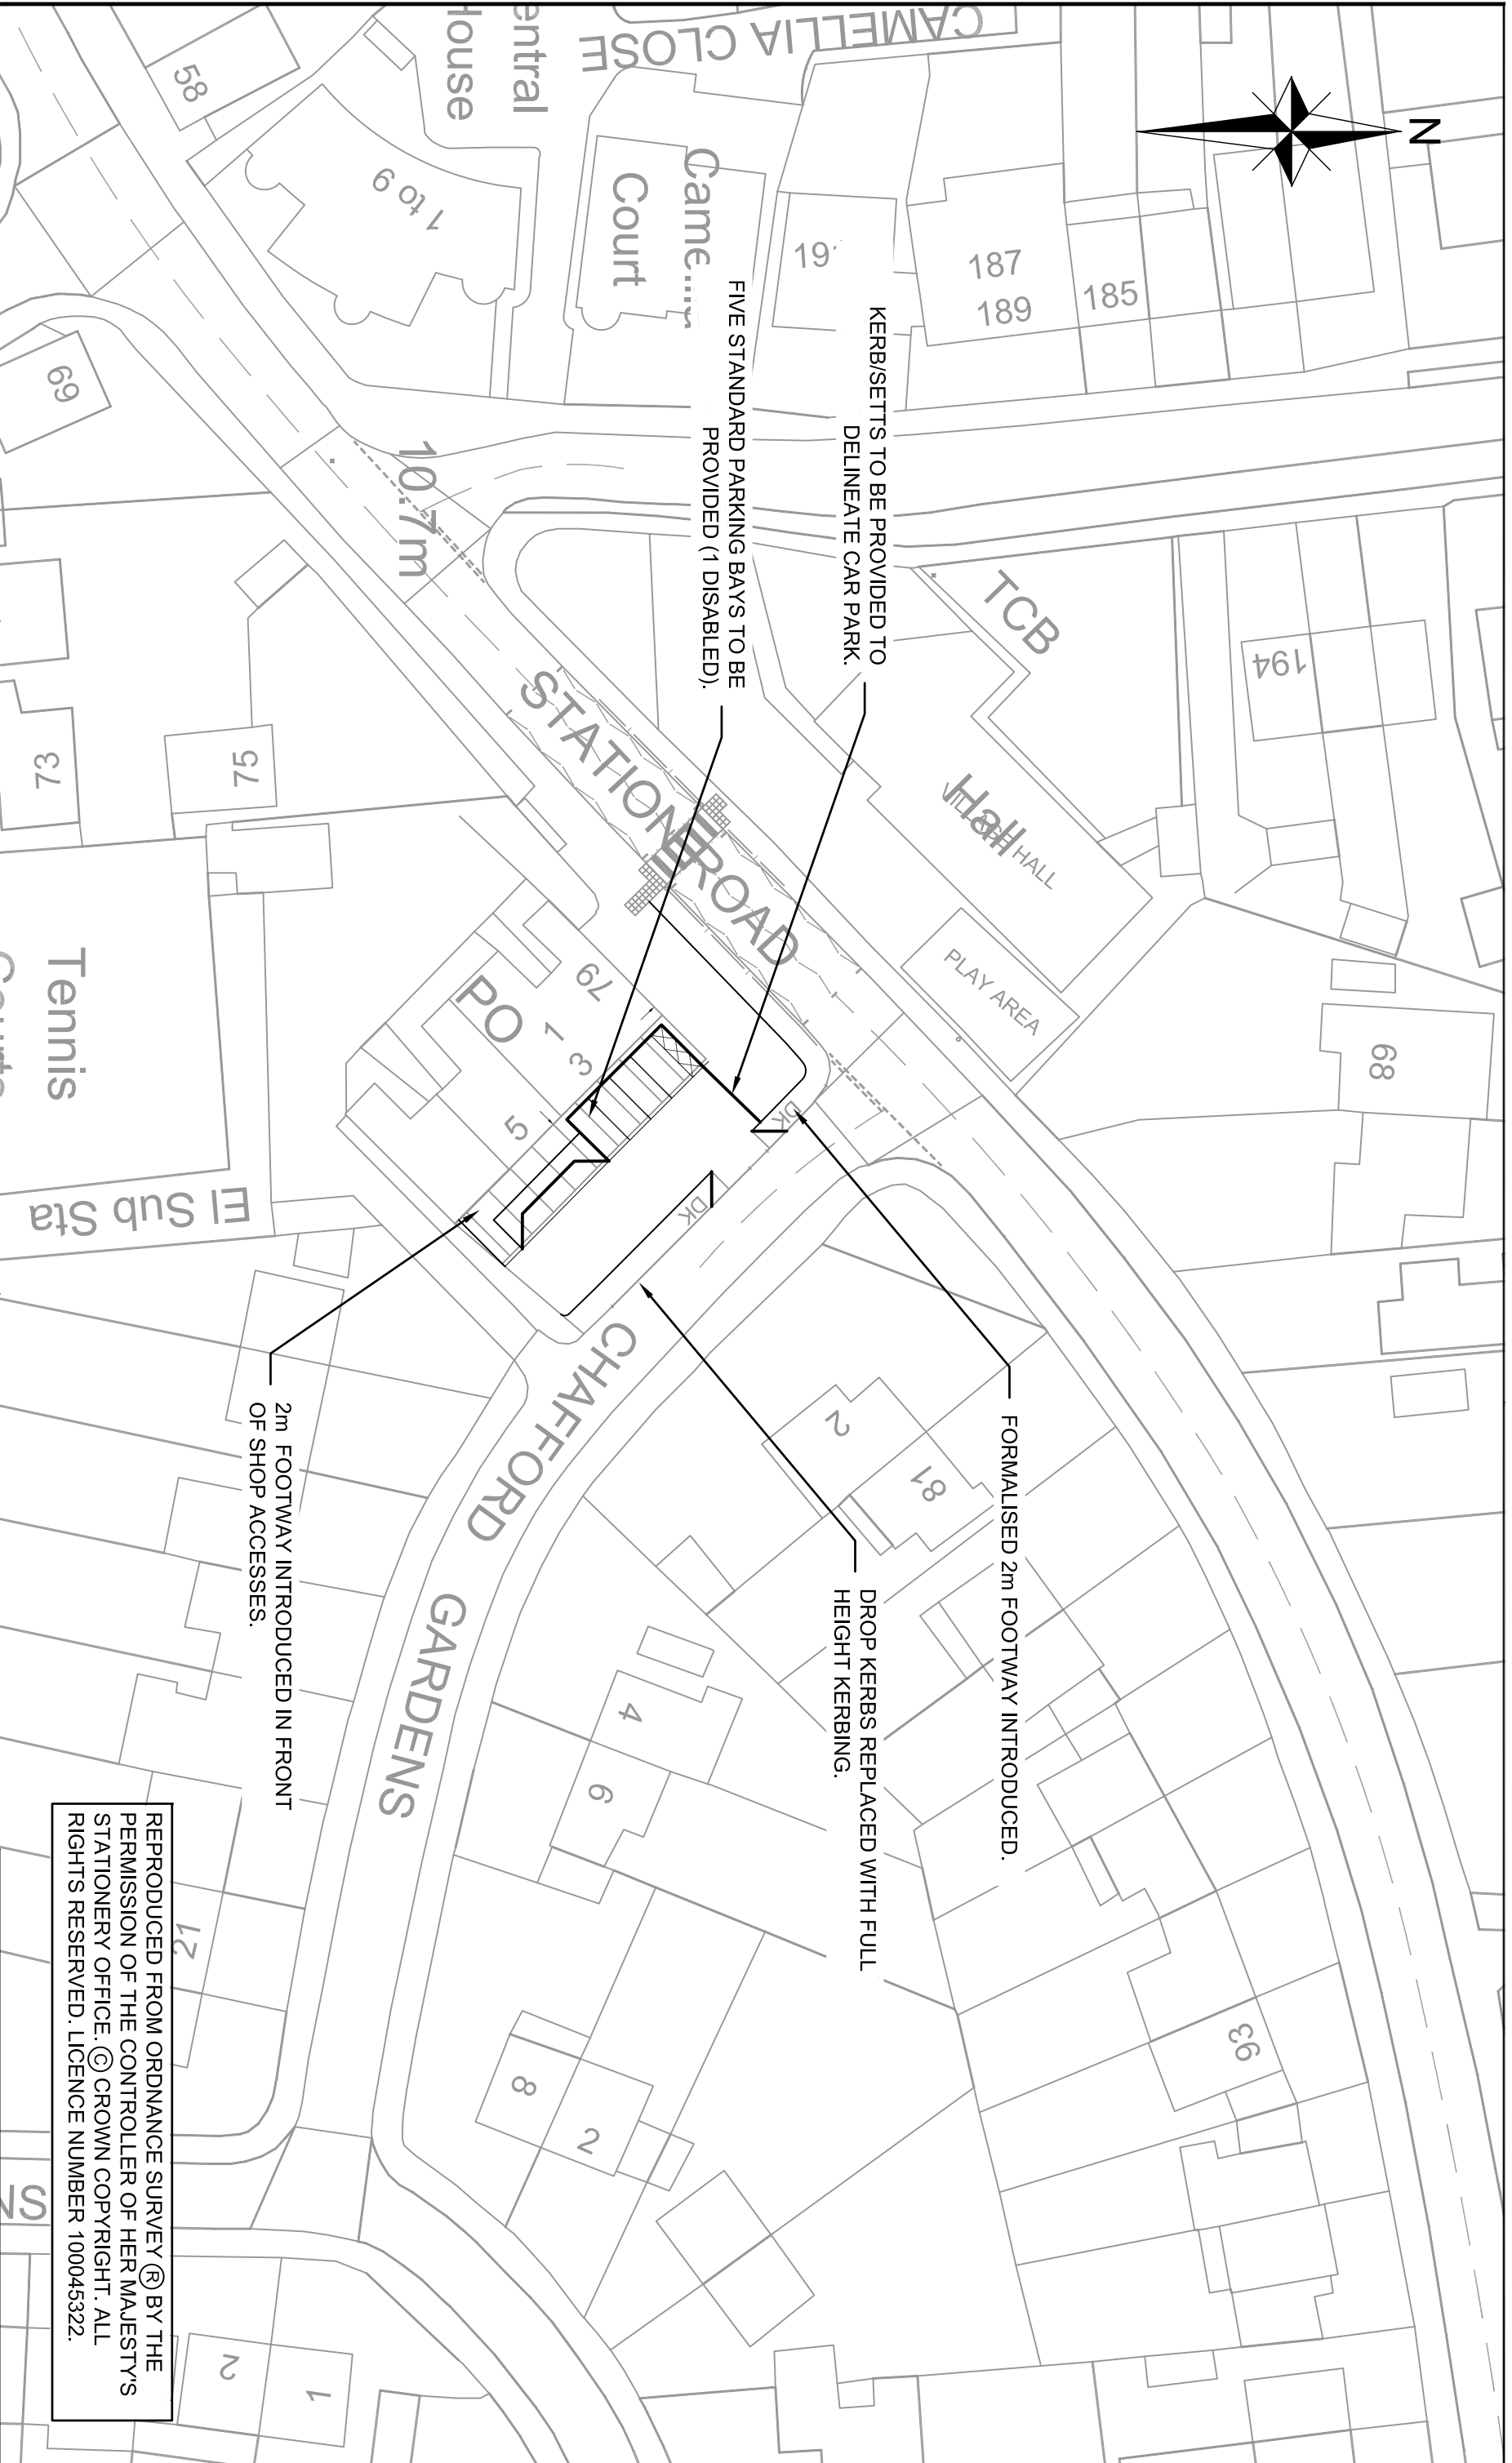 N
CAMELLIA CLOSE
58
entral
House
1 to 9
Court
191
187
189
185
69
10.7m
KERB/SETTS TO BE PROVIDED TO
DELINEATE CAR PARK.
FIVE STANDARD PARKING BAYS TO BE
PROVIDED (1 DISABLED).
TCB
194
Hall
VILLAGE HALL
PLAY AREA
68
STATION ROAD
73
75
79
PO
1
3
5
DK
DK
Tennis
El Sub Sta
CHAFFORD
GARDENS
FORMALISED 2m FOOTWAY INTRODUCED.
DROP KERBS REPLACED WITH FULL
HEIGHT KERBING.
2m FOOTWAY INTRODUCED IN FRONT
OF SHOP ACCESSES.
2
81
4
6
8
2
93
21
2
1
REPRODUCED FROM ORDNANCE SURVEY ® BY THE
PERMISSION OF THE CONTROLLER OF HER MAJESTY'S
STATIONERY OFFICE. © CROWN COPYRIGHT. ALL
RIGHTS RESERVED. LICENCE NUMBER 100045322.